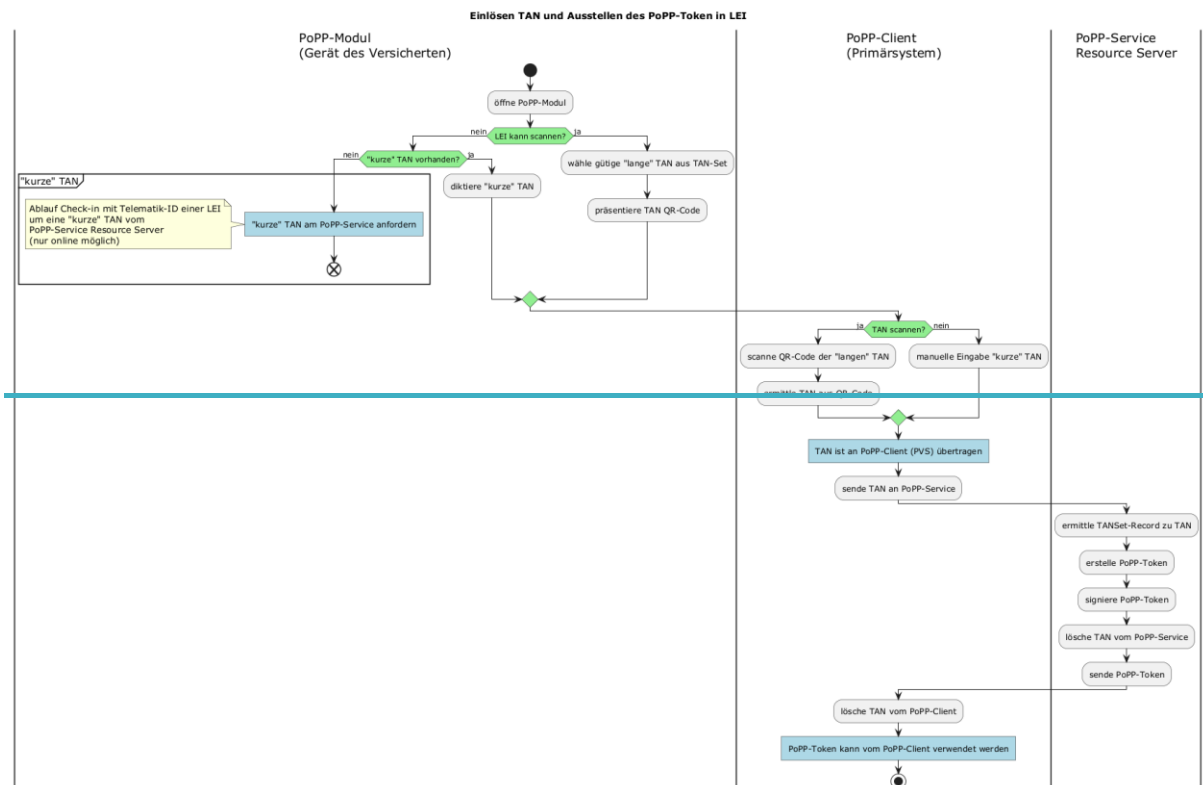 Einlösen TAN und Ausstellen des PoPP-Token in LEI
PoPP-Modul
(Gerät des Versicherten)
PoPP-Client
(Primärsystem)
PoPP-Service
Resource Server
öffne PoPP-Modul
nein
LEI kann scannen?
ja
nein
"kurze" TAN vorhanden?
ja
wähle gütige "lange" TAN aus TAN-Set
"kurze" TAN
diktiere "kurze" TAN
präsentiere TAN QR-Code
Ablauf Check-in mit Telematik-ID einer LEI
um eine "kurze" TAN vom
PoPP-Service Resource Server
(nur online möglich)
"kurze" TAN am PoPP-Service anfordern
ja
TAN scannen?
nein
scanne QR-Code der "langen" TAN
manuelle Eingabe "kurze" TAN
ermittle TAN aus QR-Code
TAN ist an PoPP-Client (PVS) übertragen
sende TAN an PoPP-Service
ermittle TANSet-Record zu TAN
erstelle PoPP-Token
signiere PoPP-Token
lösche TAN vom PoPP-Service
sende PoPP-Token
lösche TAN vom PoPP-Client
PoPP-Token kann vom PoPP-Client verwendet werden